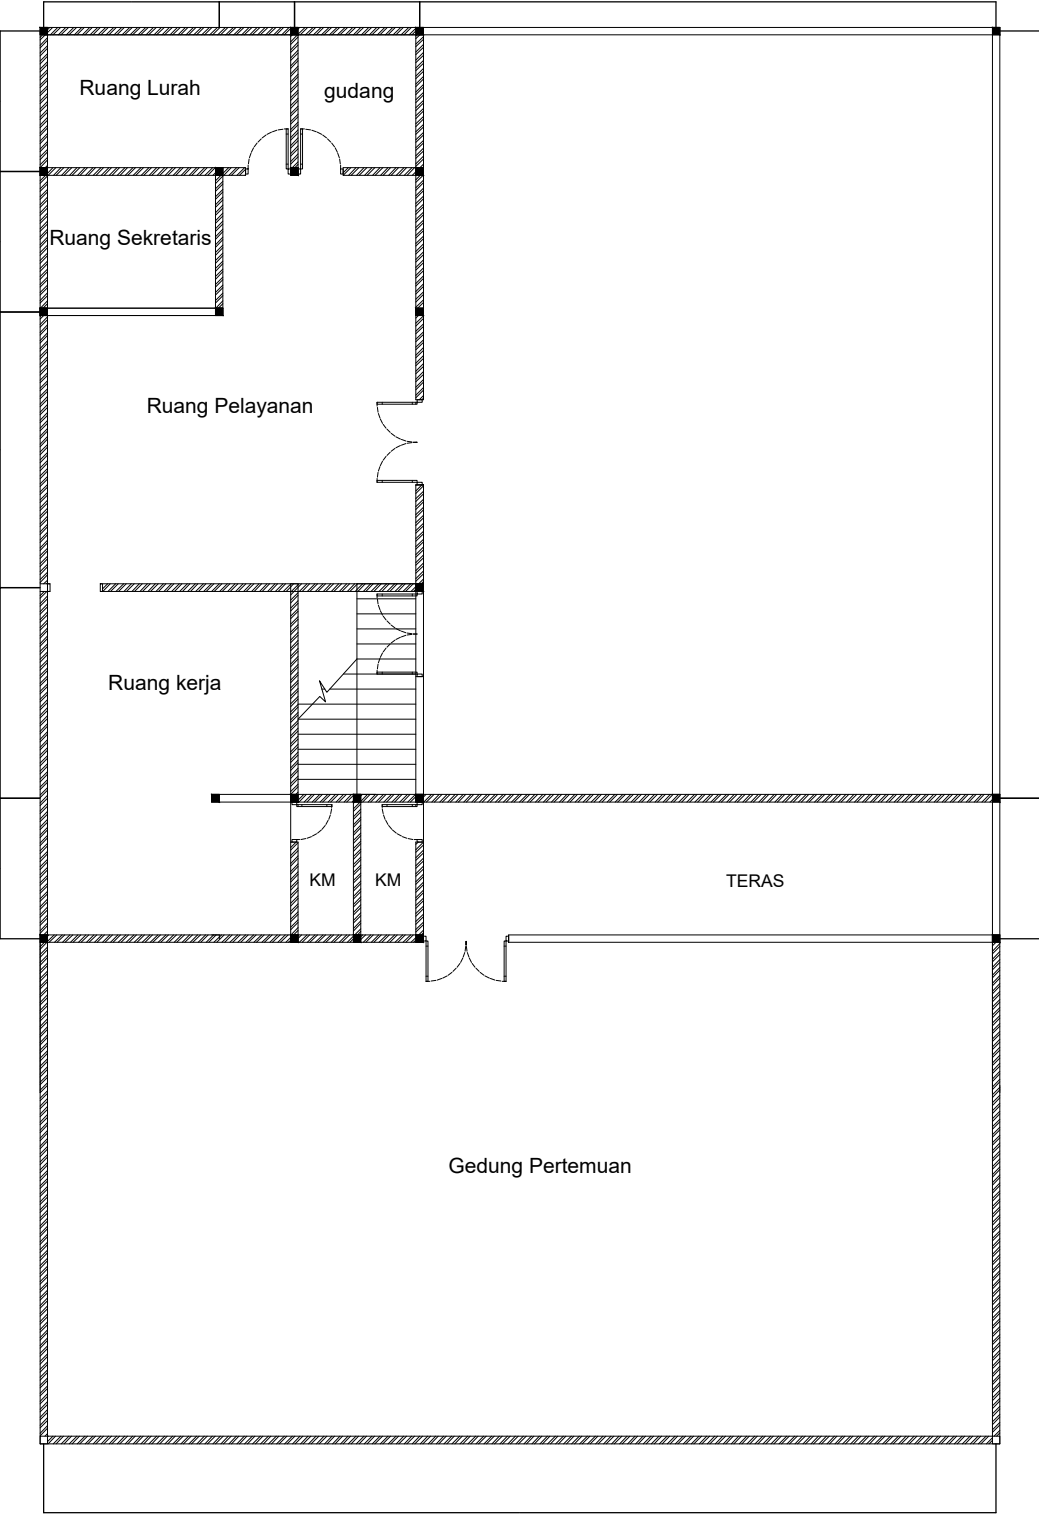 Ruang Lurah
gudang
Ruang Sekretaris
Ruang Pelayanan
Ruang kerja
KM
KM
TERAS
Gedung Pertemuan